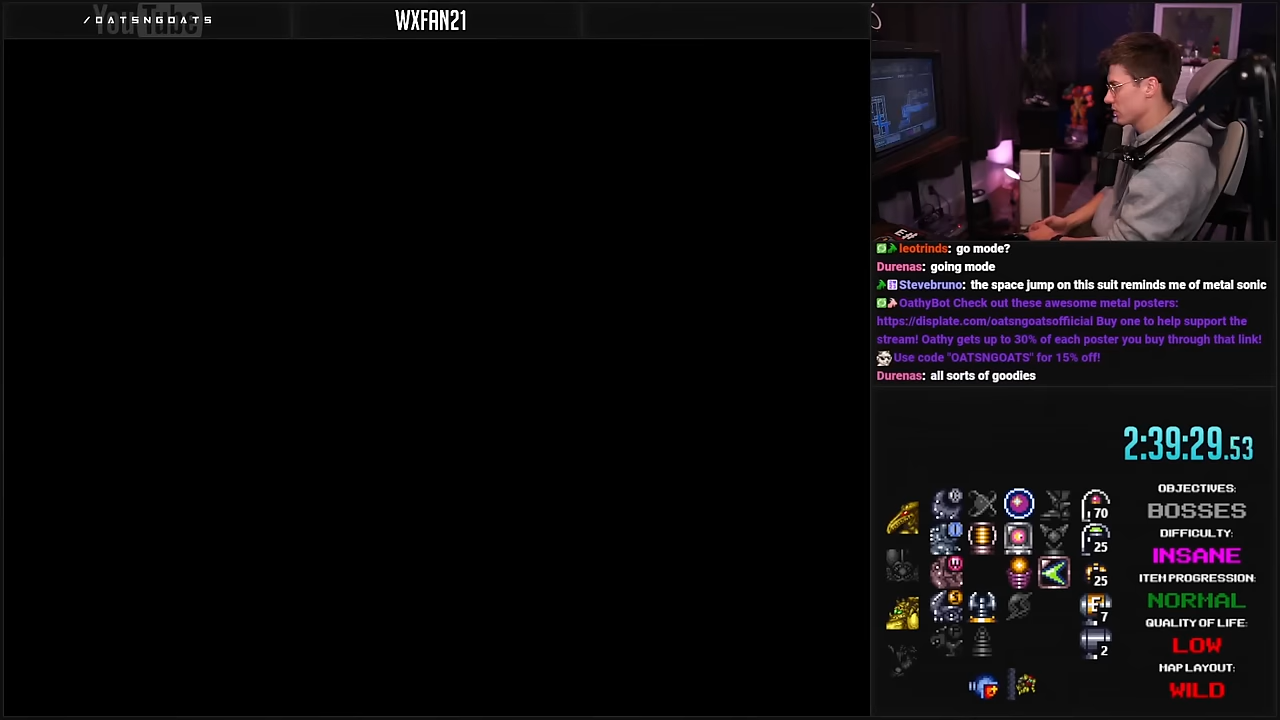 YouTube
/OATSNGOATS
WXFAN21
leotrinds: go mode?
Durenas: going mode
Stevebruno: the space jump on this suit reminds me of metal sonic
OathyBot Check out these awesome metal posters:
https://displate.com/oatsngoatsoffiicial Buy one to help support the
stream! Oathy gets up to 30% of each poster you buy through that link!
Use code "OATSNGOATS" for 15% off!
Durenas: all sorts of goodies
2:39:29.53
OBJECTIVES:
BOSSES
DIFFICULTY:
INSANE
ITEM PROGRESSION:
NORMAL
QUALITY OF LIFE:
LOW
MAP LAYOUT:
WILD
70
25
25
7
2